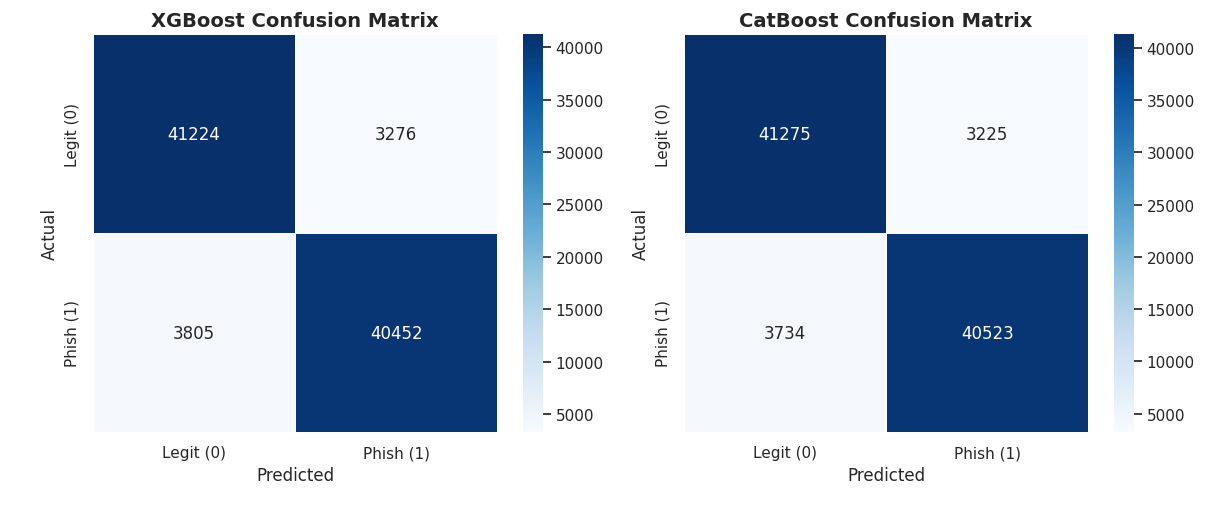 XGBoost Confusion Matrix
Actual
Legit (0)
Phish (1)
41224
3276
3805
40452
Legit (0)
Phish (1)
Predicted
40000
35000
30000
25000
20000
15000
10000
5000
CatBoost Confusion Matrix
Actual
Legit (0)
Phish (1)
41275
3225
3734
40523
Legit (0)
Phish (1)
Predicted
40000
35000
30000
25000
20000
15000
10000
5000